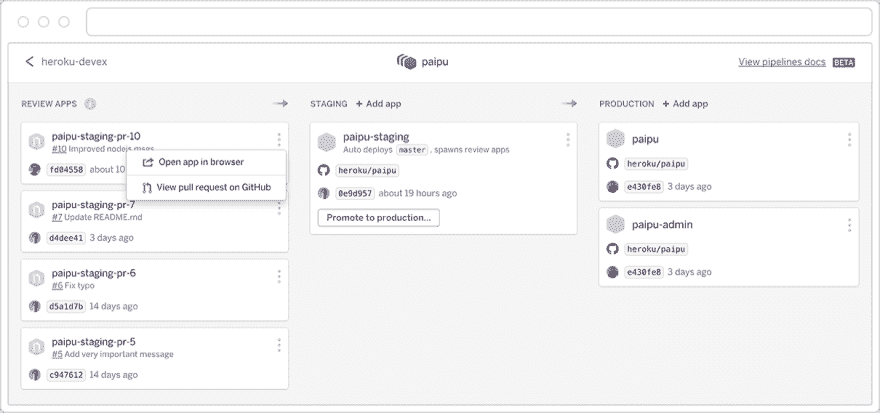 heroku-devex
paipu
View pipelines docs BETA
REVIEW APPS
paipu-staging-pr-10
#10 Improved nodejs msgs
fd04558 about 10
Open app in browser
View pull request on GitHub
paipu-staging-pr-7
#7 Update README.md
d4dee41 3 days ago
paipu-staging-pr-6
#6 Fix typo
d5a1d7b 14 days ago
paipu-staging-pr-5
#5 Add very important message
c947612 14 days ago
STAGING + Add app
paipu-staging
Auto deploys master , spawns review apps
heroku/paipu
0e9d957 about 19 hours ago
Promote to production...
PRODUCTION + Add app
paipu
heroku/paipu
e430fe8 3 days ago
paipu-admin
heroku/paipu
e430fe8 3 days ago